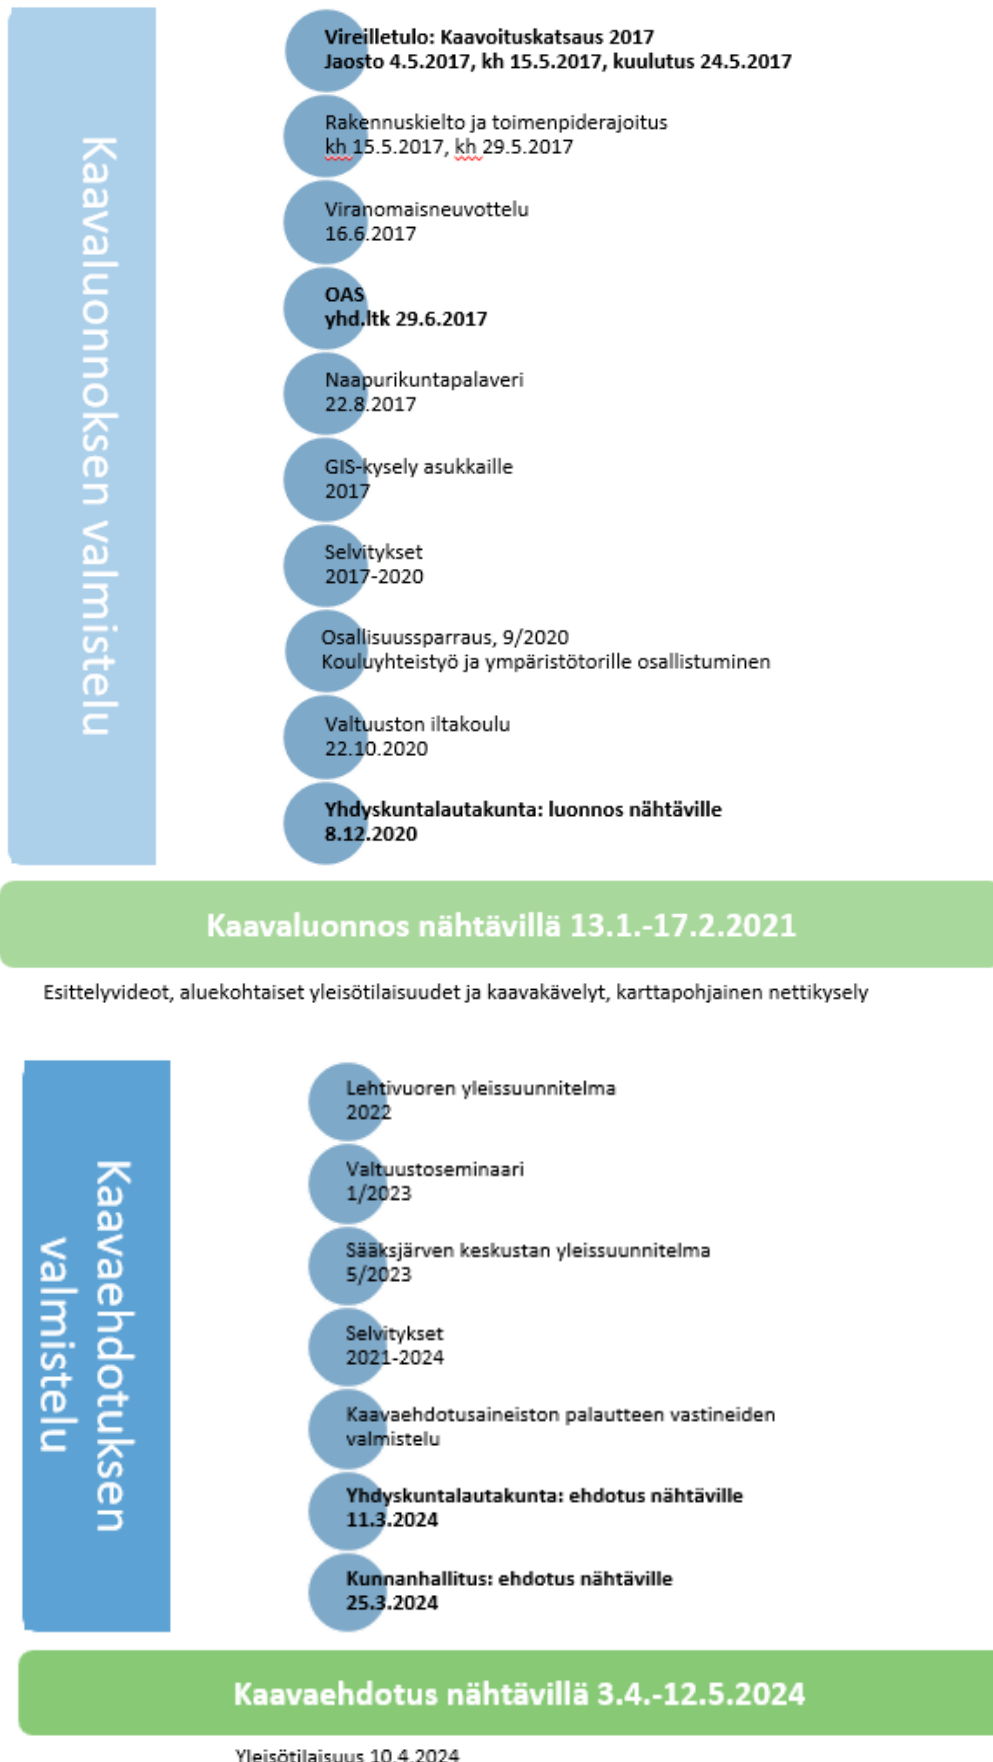 Kaavaluonnoksen valmistelu
Vireilletulo: Kaavoituskatsaus 2017
Jaosto 4.5.2017, kh 15.5.2017, kuulutus 24.5.2017
Rakennuskielto ja toimenpiderajoitus
kh 15.5.2017, kh 29.5.2017
Viranomaisneuvottelu
16.6.2017
OAS
yhd.ltk 29.6.2017
Naapurikuntapalaveri
22.8.2017
GIS-kysely asukkaille
2017
Selvitykset
2017-2020
Osallisuussparraus, 9/2020
Kouluyhteistyö ja ympäristötorille osallistuminen
Valtuuston iltakoulu
22.10.2020
Yhdyskuntalautakunta: luonnos nähtäville
8.12.2020
Kaavaluonnos nähtävillä 13.1.-17.2.2021
Esittelyvideot, aluekohtaiset yleisötilaisuudet ja kaavakävelyt, karttapohjainen nettikysely
Kaavaehdotuksen
valmistelu
Lehtivuoren yleissuunnitelma
2022
Valtuustoseminaari
1/2023
Sääksjärven keskustan yleissuunnitelma
5/2023
Selvitykset
2021-2024
Kaavaehdotusaineiston palautteen vastineiden
valmistelu
Yhdyskuntalautakunta: ehdotus nähtäville
11.3.2024
Kunnanhallitus: ehdotus nähtäville
25.3.2024
Kaavaehdotus nähtävillä 3.4.-12.5.2024
Yleisötilaisuus 10.4.2024